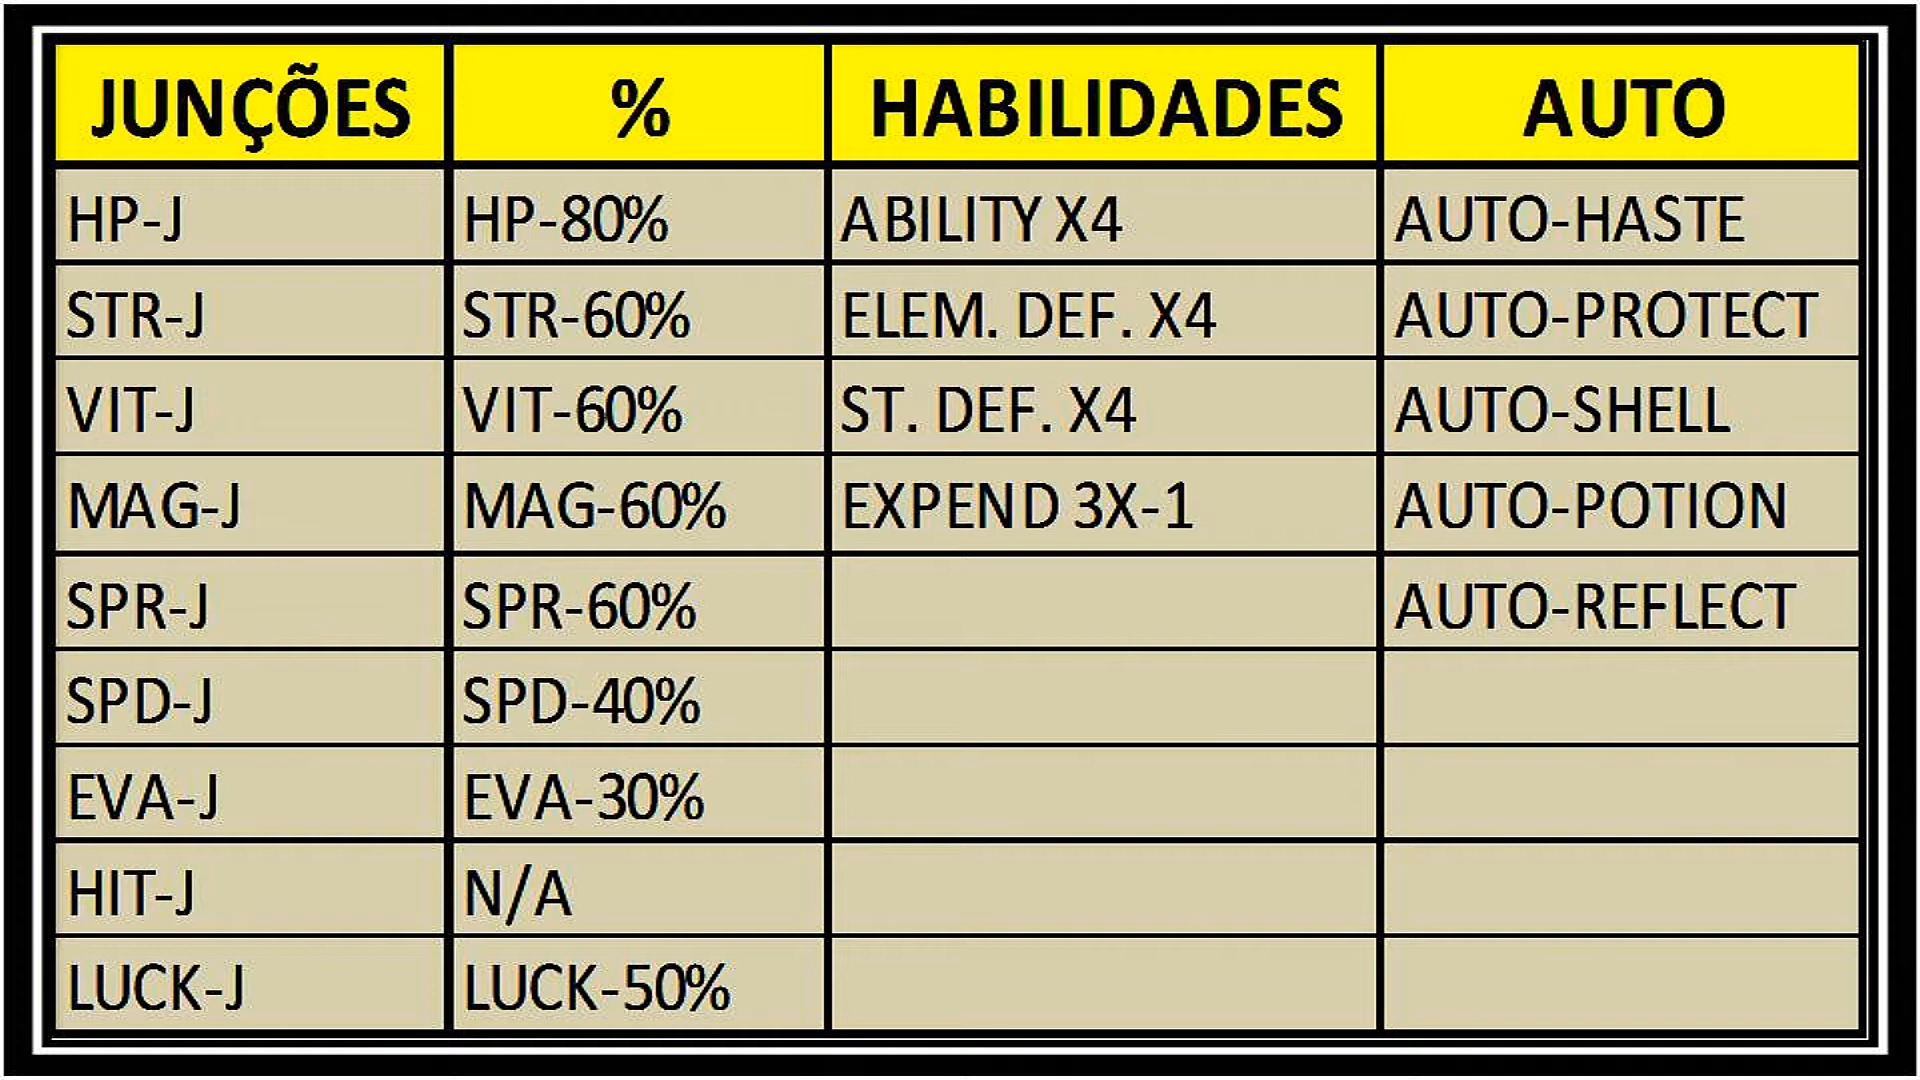 JUNÇÕES % HABILIDADES AUTO
HP-J HP-80% ABILITY X4 AUTO-HASTE
STR-J STR-60% ELEM. DEF. X4 AUTO-PROTECT
VIT-J VIT-60% ST. DEF. X4 AUTO-SHELL
MAG-J MAG-60% EXPEND 3X-1 AUTO-POTION
SPR-J SPR-60% AUTO-REFLECT
SPD-J SPD-40%
EVA-J EVA-30%
HIT-J N/A
LUCK-J LUCK-50%